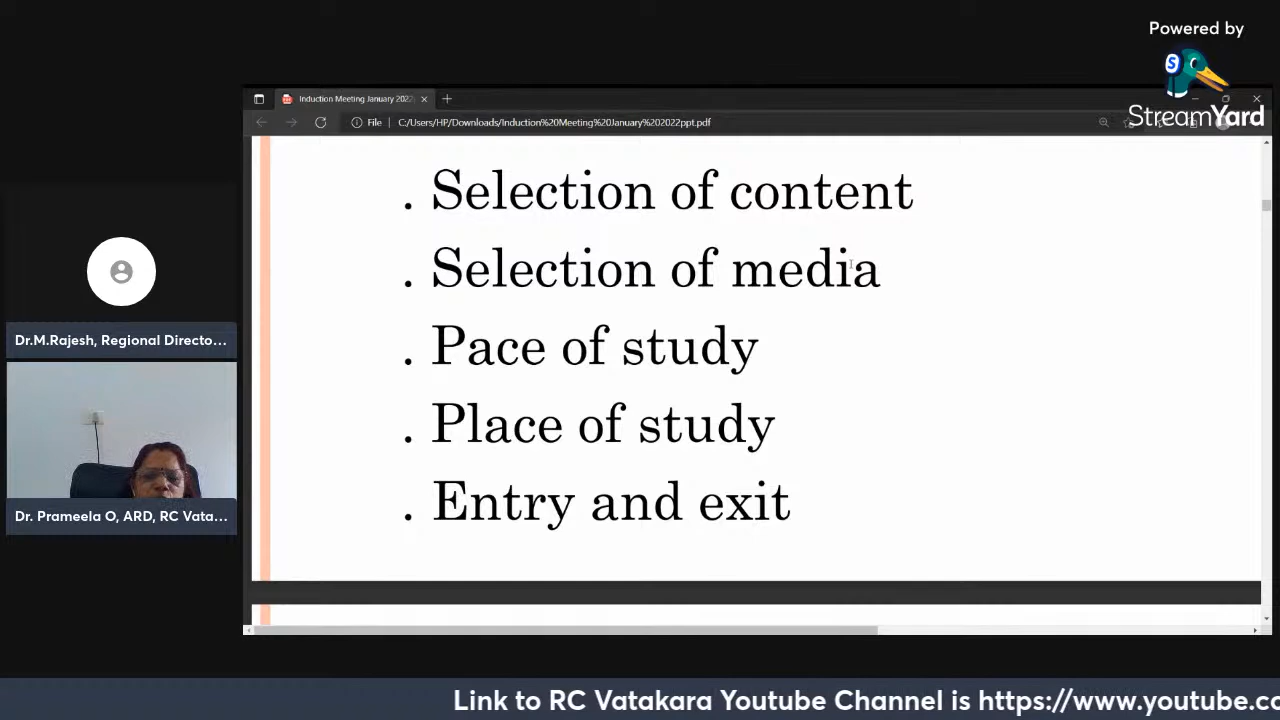 Powered by
StreamYard
Induction Meeting January 2022
File
C:/Users/HP/Downloads/Induction%20Meeting%20January%202022ppt.pdf
. Selection of content
. Selection of media
. Pace of study
. Place of study
. Entry and exit
Dr.M.Rajesh, Regional Directo...
Dr. Prameela O, ARD, RC Vata...
Link to RC Vatakara Youtube Channel is https://www.youtube.co